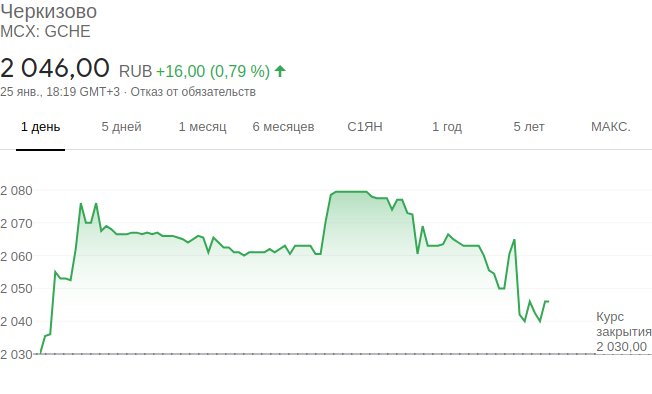 Черкизово
MCX: GCHE
2 046,00 RUB +16,00 (0,79 %)
25 янв., 18:19 GMT+3 · Отказ от обязательств
1 день 5 дней 1 месяц 6 месяцев С1ЯН 1 год 5 лет МАКС.
2 080
2 070
2 060
2 050
2 040
2 030
Курс
закрытия
2 030,00